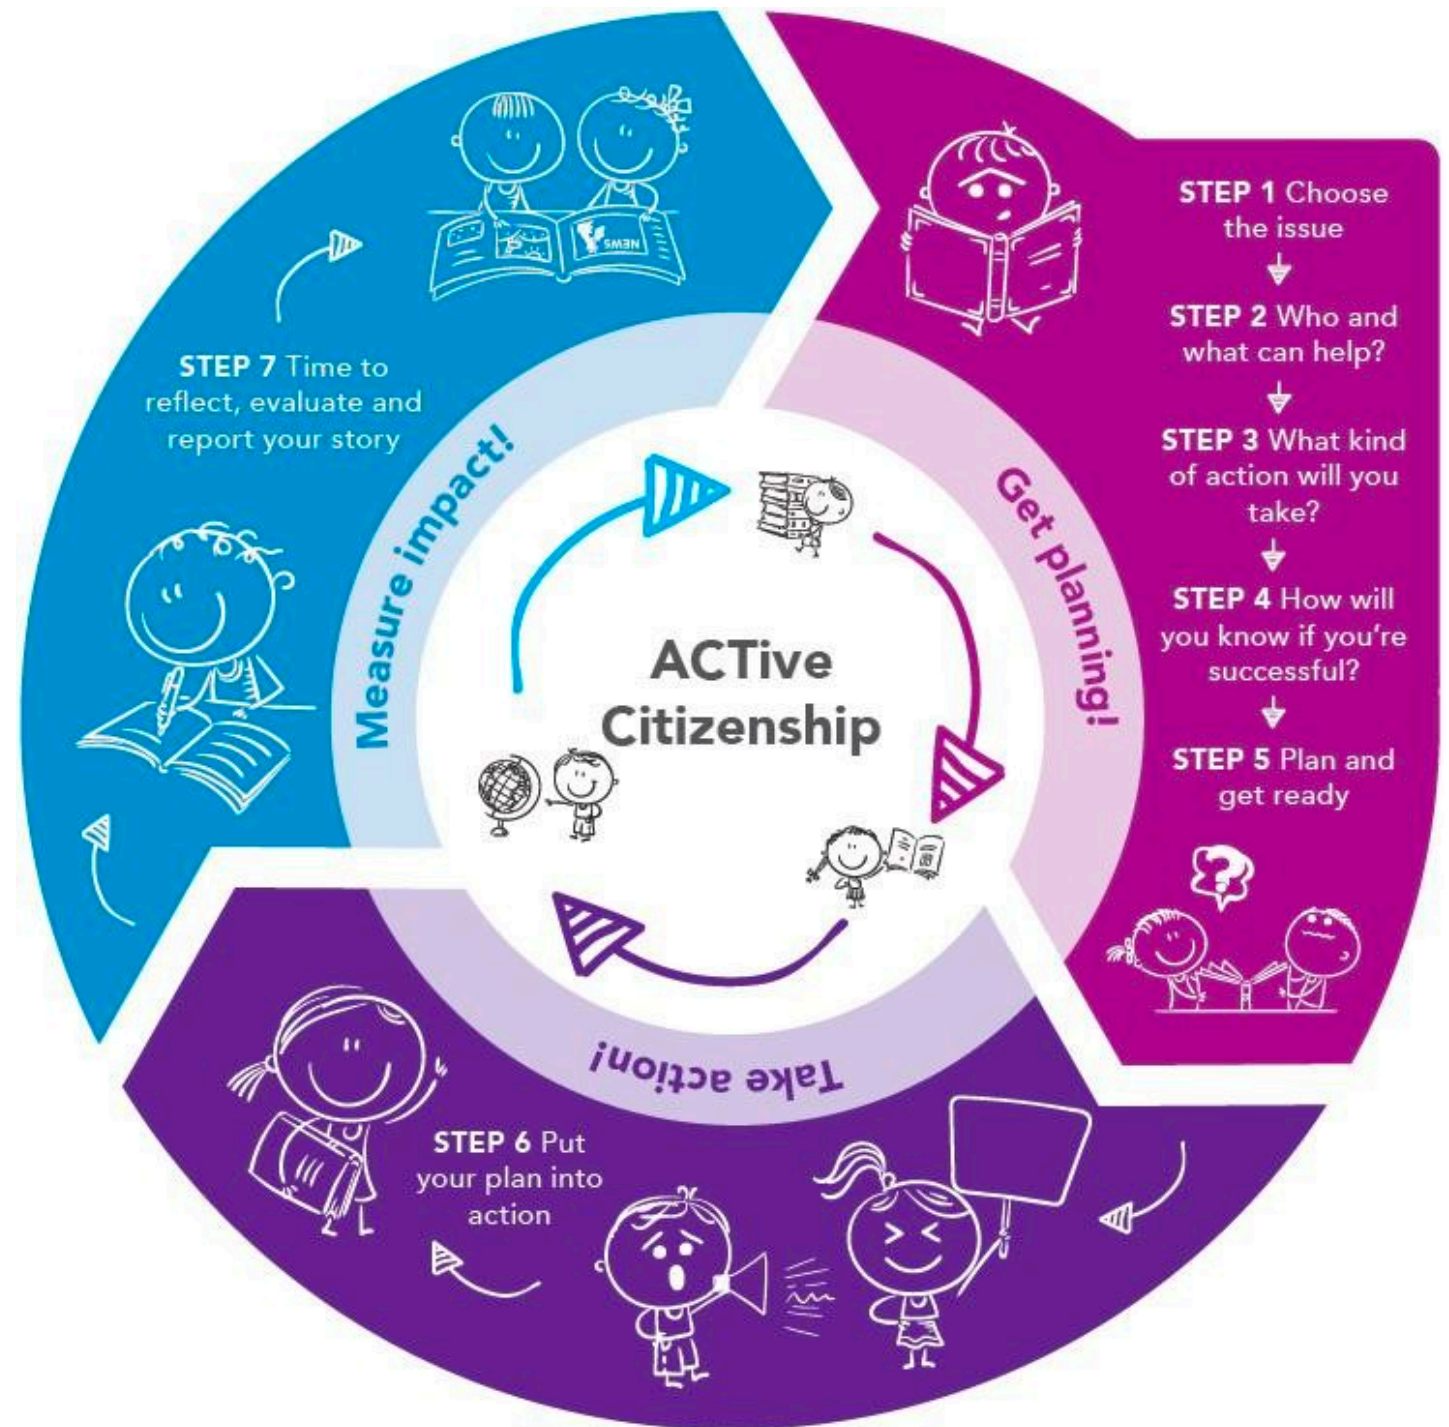 STEP 1 Choose
the issue
STEP 2 Who and
what can help?
STEP 3 What kind
of action will you
take?
STEP 4 How will
you know if you're
successful?
STEP 5 Plan and
get ready
?
Get planning!
STEP 6 Put
your plan into
action
Take action!
STEP 7 Time to
reflect, evaluate and
report your story
NEWS
Measure impact!
ACTive
Citizenship